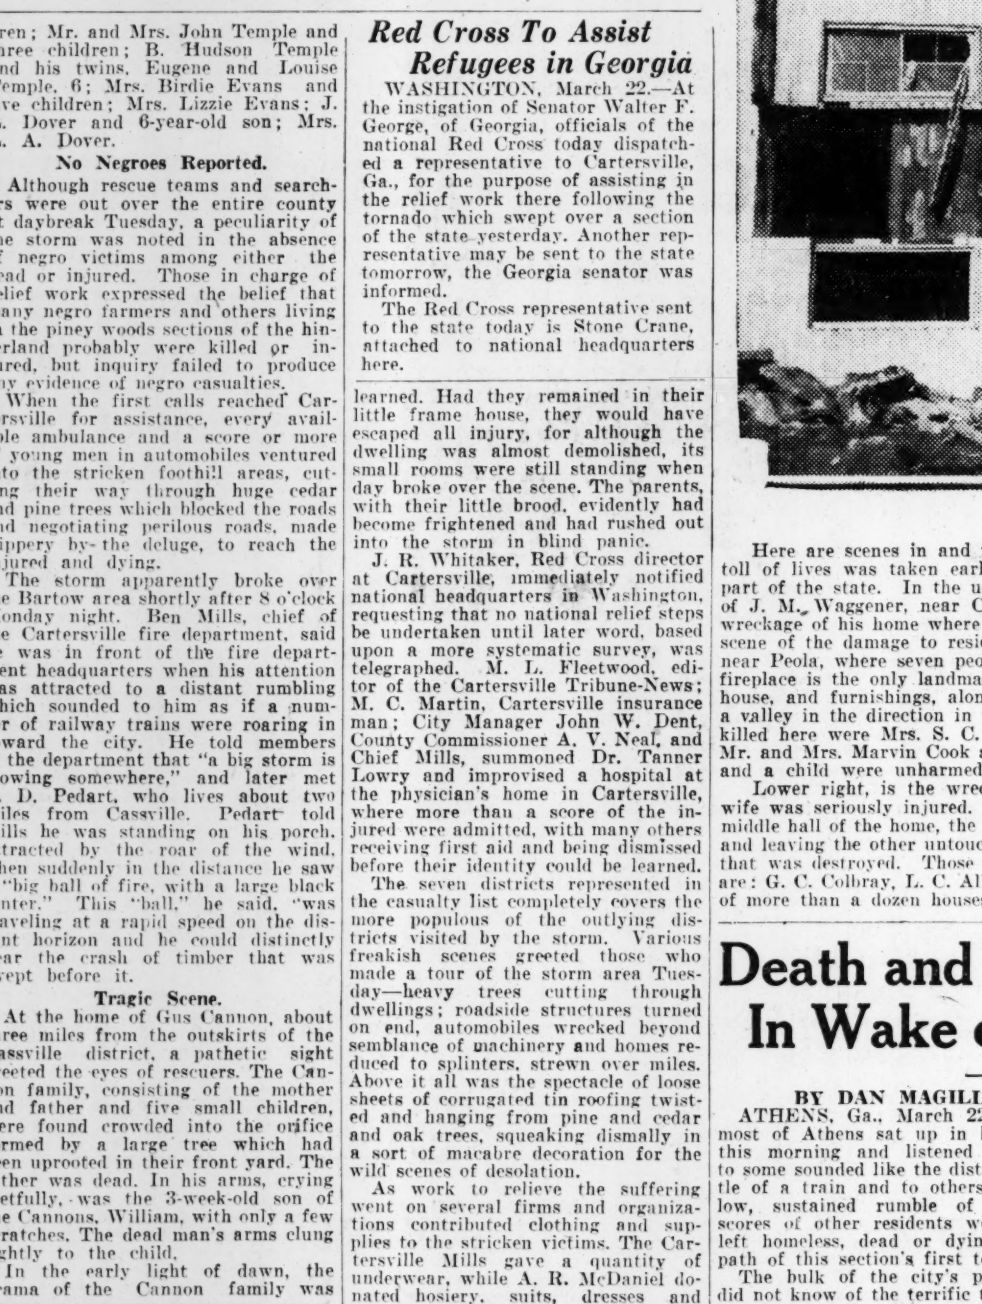 ren; Mr. and Mrs. John Temple and
hree children; B. Hudson Temple
nd his twins, Eugene and Louise
emple, 6; Mrs. Birdie Evans and
ve children; Mrs. Lizzie Evans; J.
. Dover and 6-year-old son; Mrs.
. A. Dover.
No Negroes Reported.
Although rescue teams and search-
rs were out over the entire county
t daybreak Tuesday, a peculiarity of
he storm was noted in the absence
f negro victims among either the
ead or injured. Those in charge of
elief work expressed the belief that
any negro farmers and others living
n the piney woods sections of the hin-
erland probably were killed or in-
ured, but inquiry failed to produce
ny evidence of negro casualties.
When the first calls reached Car-
ersville for assistance, every avail-
ble ambulance and a score or more
f young men in automobiles ventured
nto the stricken foothill areas, cut-
ing their way through huge cedar
nd pine trees which blocked the roads
nd negotiating perilous roads, made
lippery by the deluge, to reach the
njured and dying.
The storm apparently broke over
e Bartow area shortly after 8 o'clock
onday night. Ben Mills, chief of
e Cartersville fire department, said
e was in front of the fire depart-
ent headquarters when his attention
as attracted to a distant rumbling
hich sounded to him as if a num-
er of railway trains were roaring in
oward the city. He told members
the department that "a big storm is
lowing somewhere," and later met
. D. Pedart, who lives about two
iles from Cassville. Pedart told
ills he was standing on his porch,
tracted by the roar of the wind,
hen suddenly in the distance he saw
"big ball of fire, with a large black
nter." This "ball," he said, "was
aveling at a rapid speed on the dis-
nt horizon and he could distinctly
ear the crash of timber that was
wept before it.
Tragic Scene.
At the home of Gus Cannon, about
ree miles from the outskirts of the
assville district, a pathetic sight
reeted the eyes of rescuers. The Can-
on family, consisting of the mother
nd father and five small children,
ere found crowded into the orifice
ormed by a large tree which had
een uprooted in their front yard. The
ther was dead. In his arms, crying
etfully, was the 3-week-old son of
e Cannons, William, with only a few
ratches. The dead man's arms clung
ghtly to the child.
In the early light of dawn, the
rama of the Cannon family was
Red Cross To Assist
Refugees in Georgia
WASHINGTON, March 22.—At
the instigation of Senator Walter F.
George, of Georgia, officials of the
national Red Cross today dispatch-
ed a representative to Cartersville,
Ga., for the purpose of assisting in
the relief work there following the
tornado which swept over a section
of the state yesterday. Another rep-
resentative may be sent to the state
tomorrow, the Georgia senator was
informed.
The Red Cross representative sent
to the state today is Stone Crane,
attached to national headquarters
here.
learned. Had they remained in their
little frame house, they would have
escaped all injury, for although the
dwelling was almost demolished, its
small rooms were still standing when
day broke over the scene. The parents,
with their little brood, evidently had
become frightened and had rushed out
into the storm in blind panic.
J. R. Whitaker, Red Cross director
at Cartersville, immediately notified
national headquarters in Washington,
requesting that no national relief steps
be undertaken until later word, based
upon a more systematic survey, was
telegraphed. M. L. Fleetwood, edi-
tor of the Cartersville Tribune-News;
M. C. Martin, Cartersville insurance
man; City Manager John W. Dent,
County Commissioner A. V. Neal, and
Chief Mills, summoned Dr. Tanner
Lowry and improvised a hospital at
the physician's home in Cartersville,
where more than a score of the in-
jured were admitted, with many others
receiving first aid and being dismissed
before their identity could be learned.
The seven districts represented in
the casualty list completely covers the
more populous of the outlying dis-
tricts visited by the storm. Various
freakish scenes greeted those who
made a tour of the storm area Tues-
day—heavy trees cutting through
dwellings; roadside structures turned
on end, automobiles wrecked beyond
semblance of machinery and homes re-
duced to splinters, strewn over miles.
Above it all was the spectacle of loose
sheets of corrugated tin roofing twist-
ed and hanging from pine and cedar
and oak trees, squeaking dismally in
a sort of macabre decoration for the
wild scenes of desolation.
As work to relieve the suffering
went on several firms and organiza-
tions contributed clothing and sup-
plies to the stricken victims. The Car-
tersville Mills gave a quantity of
underwear, while A. R. McDaniel do-
nated hosiery, suits, dresses and
Here are scenes in and
toll of lives was taken earl
part of the state. In the u
of J. M. Waggener, near C
wreckage of his home where
scene of the damage to resi
near Peola, where seven peo
fireplace is the only landma
house, and furnishings, alon
a valley in the direction in
killed here were Mrs. S. C.
Mr. and Mrs. Marvin Cook a
and a child were unharmed
Lower right, is the wrec
wife was seriously injured.
middle hall of the home, the
and leaving the other untouc
that was destroyed. Those
are: G. C. Colbray, L. C. Al
of more than a dozen houses
Death and
In Wake
BY DAN MAGILL
ATHENS, Ga., March 22
most of Athens sat up in
this morning and listened
to some sounded like the dist
tle of a train and to others
low, sustained rumble of
scores of other residents w
left homeless, dead or dyin
path of this section's first t
The bulk of the city's p
did not know of the terrific